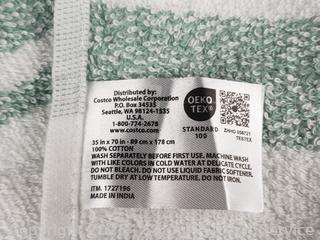 Distributed by:
Costco Wholesale Corporation
P.O. Box 34535
Seattle, WA 98124-1535
U.S.A.
1-800-774-2678
www.costco.com
OEKO
TEX®
STANDARD
100
ZHHO 058721
TESTEX
35 in x 70 in - 89 cm x 178 cm
100% COTTON
WASH SEPARATELY BEFORE FIRST USE. MACHINE WASH
WITH LIKE COLORS IN COLD WATER AT DELICATE CYCLE.
DO NOT BLEACH. DO NOT USE LIQUID FABRIC SOFTENER.
TUMBLE DRY AT LOW TEMPERATURE. DO NOT IRON.
ITM. 1727196
MADE IN INDIA